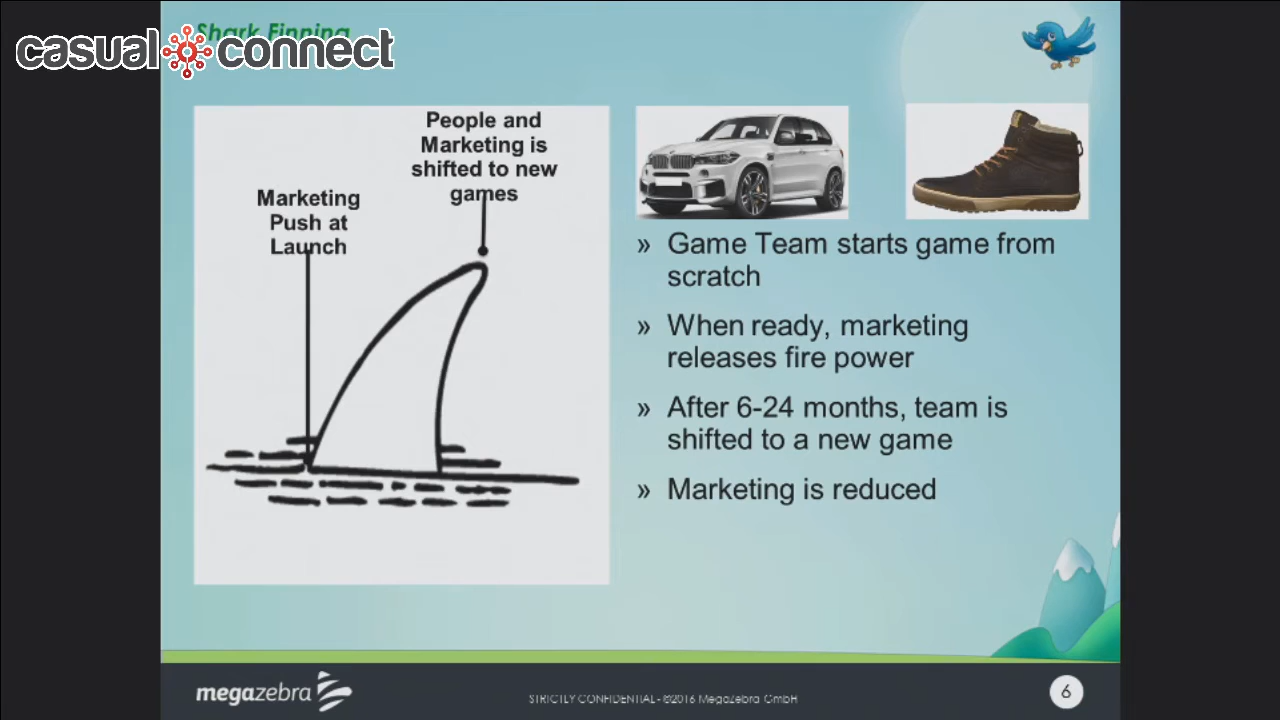 Shark Finning
casual connect
People and
Marketing is
shifted to new
games
Marketing
Push at
Launch
» Game Team starts game from
scratch
» When ready, marketing
releases fire power
» After 6-24 months, team is
shifted to a new game
» Marketing is reduced
megazebra
STRICTLY CONFIDENTIAL - ©2016 MegaZebra GmbH
6